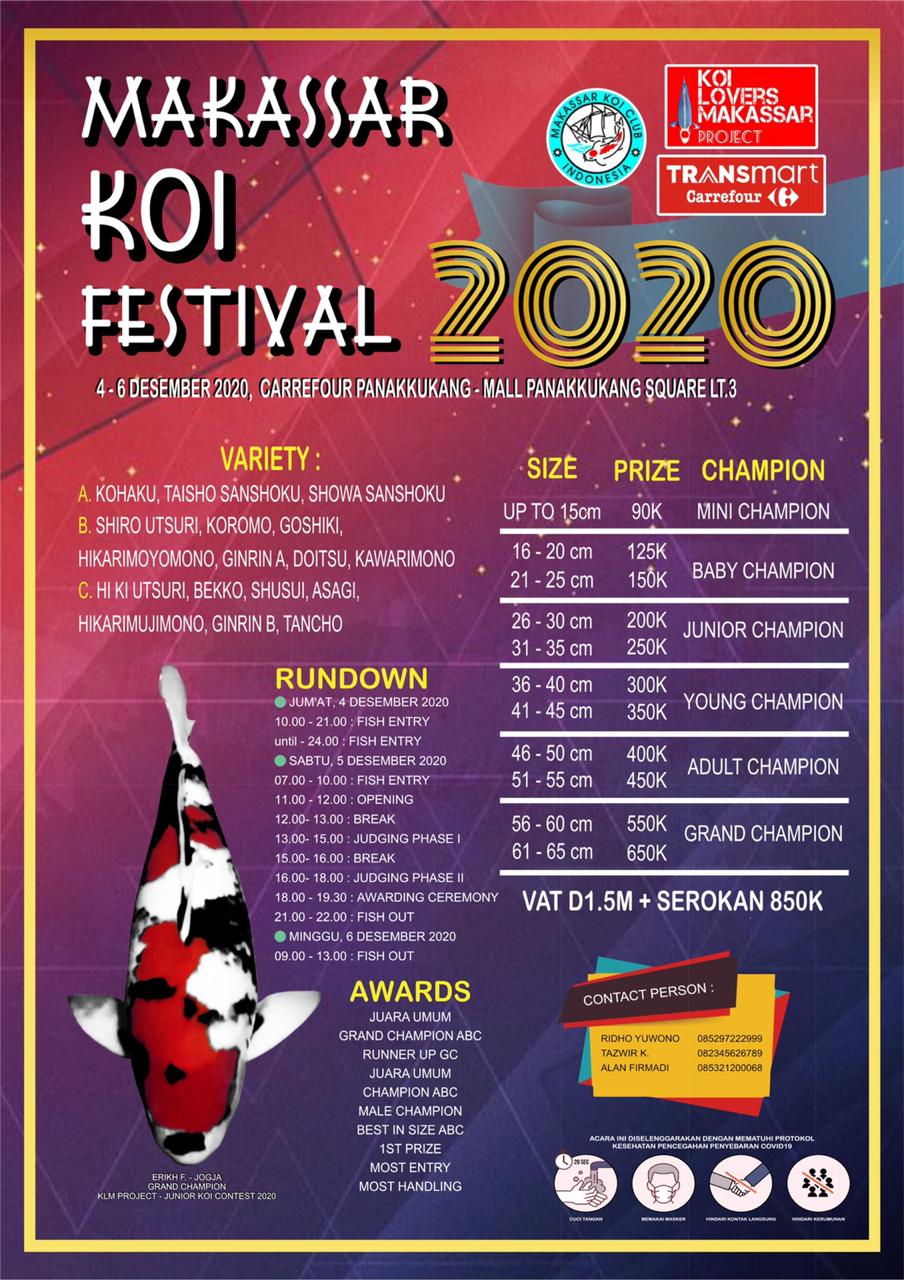 MAKASSAR
KOI
FESTIVAL 2020
MAKASSAR KOI CLUB
INDONESIA
KOI
LOVERS
MAKASSAR
PROJECT
TRANSmart
Carrefour
4 - 6 DESEMBER 2020, CARREFOUR PANAKKUKANG - MALL PANAKKUKANG SQUARE LT.3
VARIETY :
A. KOHAKU, TAISHO SANSHOKU, SHOWA SANSHOKU
B. SHIRO UTSURI, KOROMO, GOSHIKI,
HIKARIMOYOMONO, GINRIN A, DOITSU, KAWARIMONO
C. HI KI UTSURI, BEKKO, SHUSUI, ASAGI,
HIKARIMUJIMONO, GINRIN B, TANCHO
SIZE PRIZE CHAMPION
UP TO 15cm 90K MINI CHAMPION
16 - 20 cm 125K
21 - 25 cm 150K
BABY CHAMPION
26 - 30 cm 200K
31 - 35 cm 250K
JUNIOR CHAMPION
36 - 40 cm 300K
41 - 45 cm 350K
YOUNG CHAMPION
46 - 50 cm 400K
51 - 55 cm 450K
ADULT CHAMPION
56 - 60 cm 550K
61 - 65 cm 650K
GRAND CHAMPION
VAT D1.5M + SEROKAN 850K
RUNDOWN
JUM'AT, 4 DESEMBER 2020
10.00 - 21.00 : FISH ENTRY
until - 24.00 : FISH ENTRY
SABTU, 5 DESEMBER 2020
07.00 - 10.00 : FISH ENTRY
11.00 - 12.00 : OPENING
12.00- 13.00 : BREAK
13.00- 15.00 : JUDGING PHASE I
15.00- 16.00 : BREAK
16.00- 18.00 : JUDGING PHASE II
18.00 - 19.30 : AWARDING CEREMONY
21.00 - 22.00 : FISH OUT
MINGGU, 6 DESEMBER 2020
09.00 - 13.00 : FISH OUT
AWARDS
JUARA UMUM
GRAND CHAMPION ABC
RUNNER UP GC
JUARA UMUM
CHAMPION ABC
MALE CHAMPION
BEST IN SIZE ABC
1ST PRIZE
MOST ENTRY
MOST HANDLING
ERIKH F. - JOGJA
GRAND CHAMPION
KLM PROJECT - JUNIOR KOI CONTEST 2020
CONTACT PERSON :
RIDHO YUWONO 085297222999
TAZWIR K. 082345626789
ALAN FIRMADI 085321200068
ACARA INI DISELENGGARAKAN DENGAN MEMATUHI PROTOKOL
KESEHATAN PENCEGAHAN PENYEBARAN COVID19
20 SEC
CUCI TANGAN
MEMAKAI MASKER
HINDARI KONTAK LANGSUNG
HINDARI KERUMUNAN